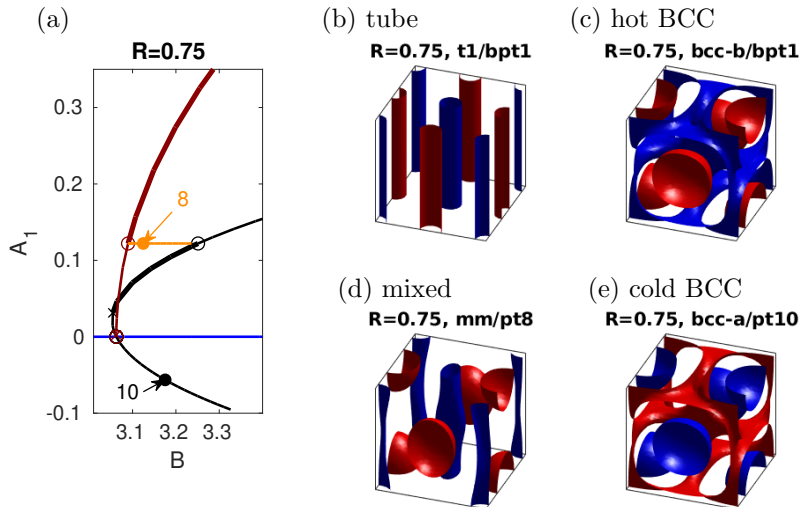 (a)
R=0.75
A1
0.3
0.2
0.1
0
-0.1
8
10
3.1 3.2 3.3
B
(b) tube
R=0.75, t1/bpt1
(c) hot BCC
R=0.75, bcc-b/bpt1
(d) mixed
R=0.75, mm/pt8
(e) cold BCC
R=0.75, bcc-a/pt10